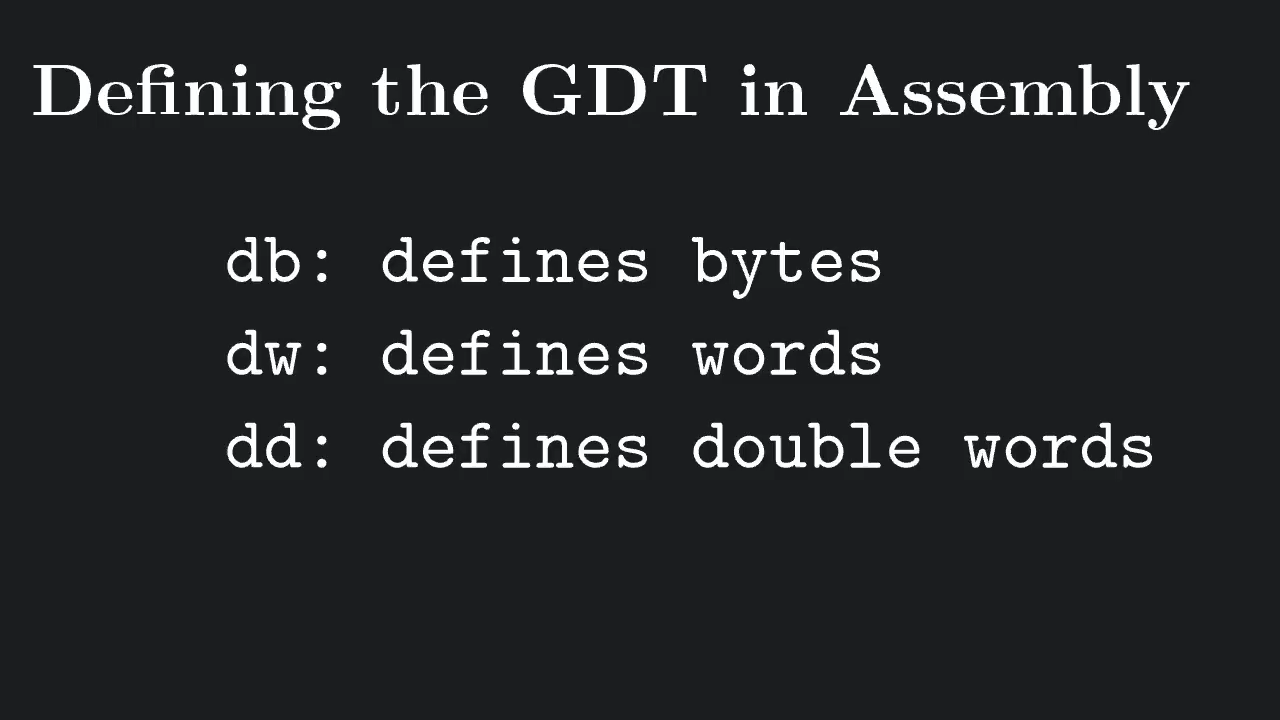 Defining the GDT in Assembly
db: defines bytes
dw: defines words
dd: defines double words